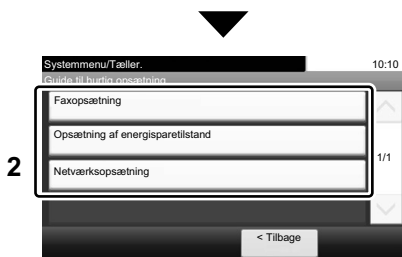 Systemmenu/Tæller.
10:10
Guide til hurtig opsætning
Faxopsætning
Opsætning af energisparetilstand
1/1
2
Netværksopsætning
< Tilbage